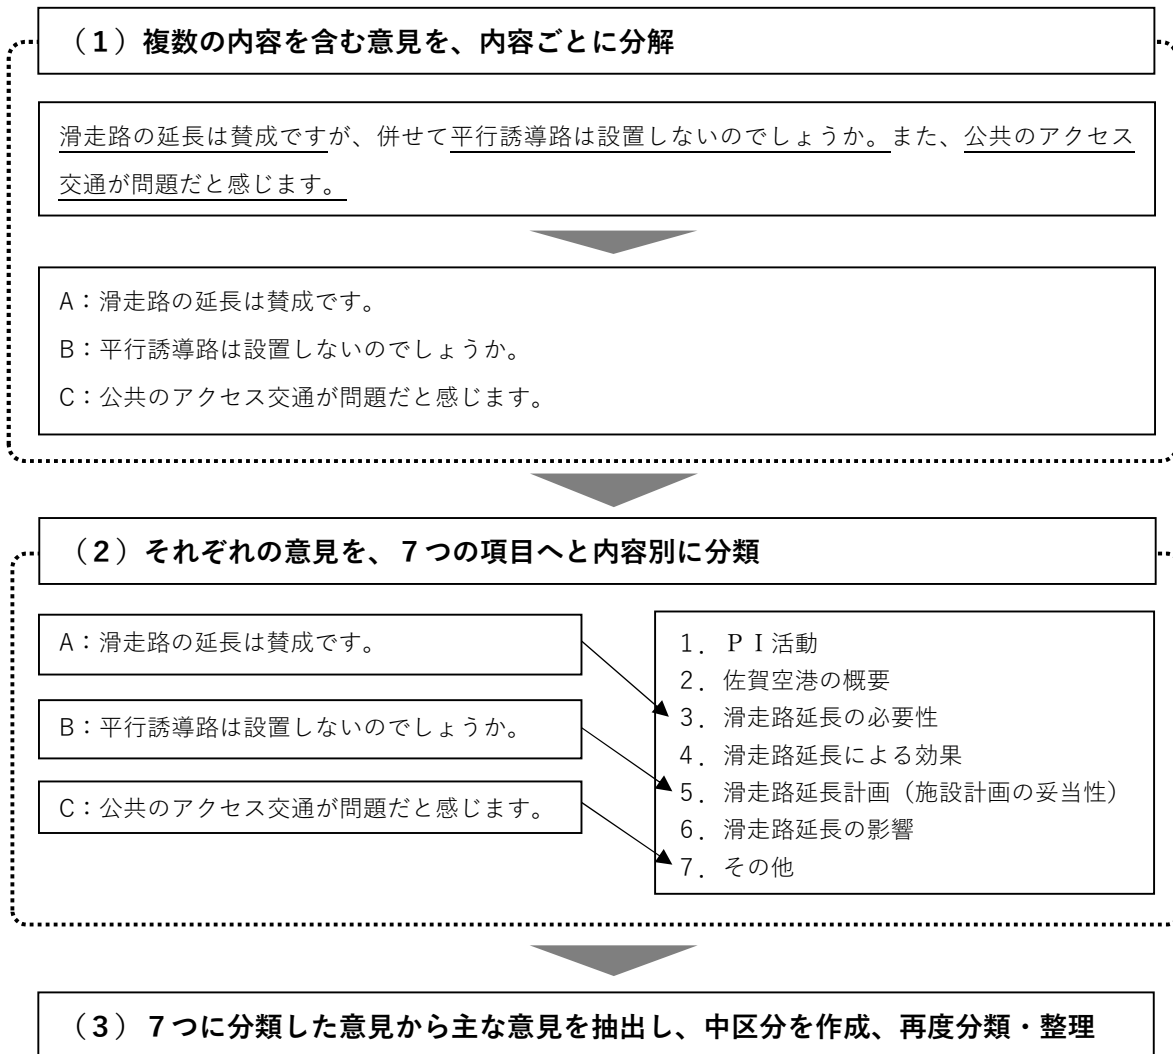 （１）複数の内容を含む意見を、内容ごとに分解
滑走路の延長は賛成ですが、併せて平行誘導路は設置しないのでしょうか。また、公共のアクセス
交通が問題だと感じます。
A：滑走路の延長は賛成です。
B：平行誘導路は設置しないのでしょうか。
C：公共のアクセス交通が問題だと感じます。
（２）それぞれの意見を、７つの項目へと内容別に分類
A：滑走路の延長は賛成です。
B：平行誘導路は設置しないのでしょうか。
C：公共のアクセス交通が問題だと感じます。
1．ＰＩ活動
2．佐賀空港の概要
3．滑走路延長の必要性
4．滑走路延長による効果
5．滑走路延長計画（施設計画の妥当性）
6．滑走路延長の影響
7．その他
（３）７つに分類した意見から主な意見を抽出し、中区分を作成、再度分類・整理